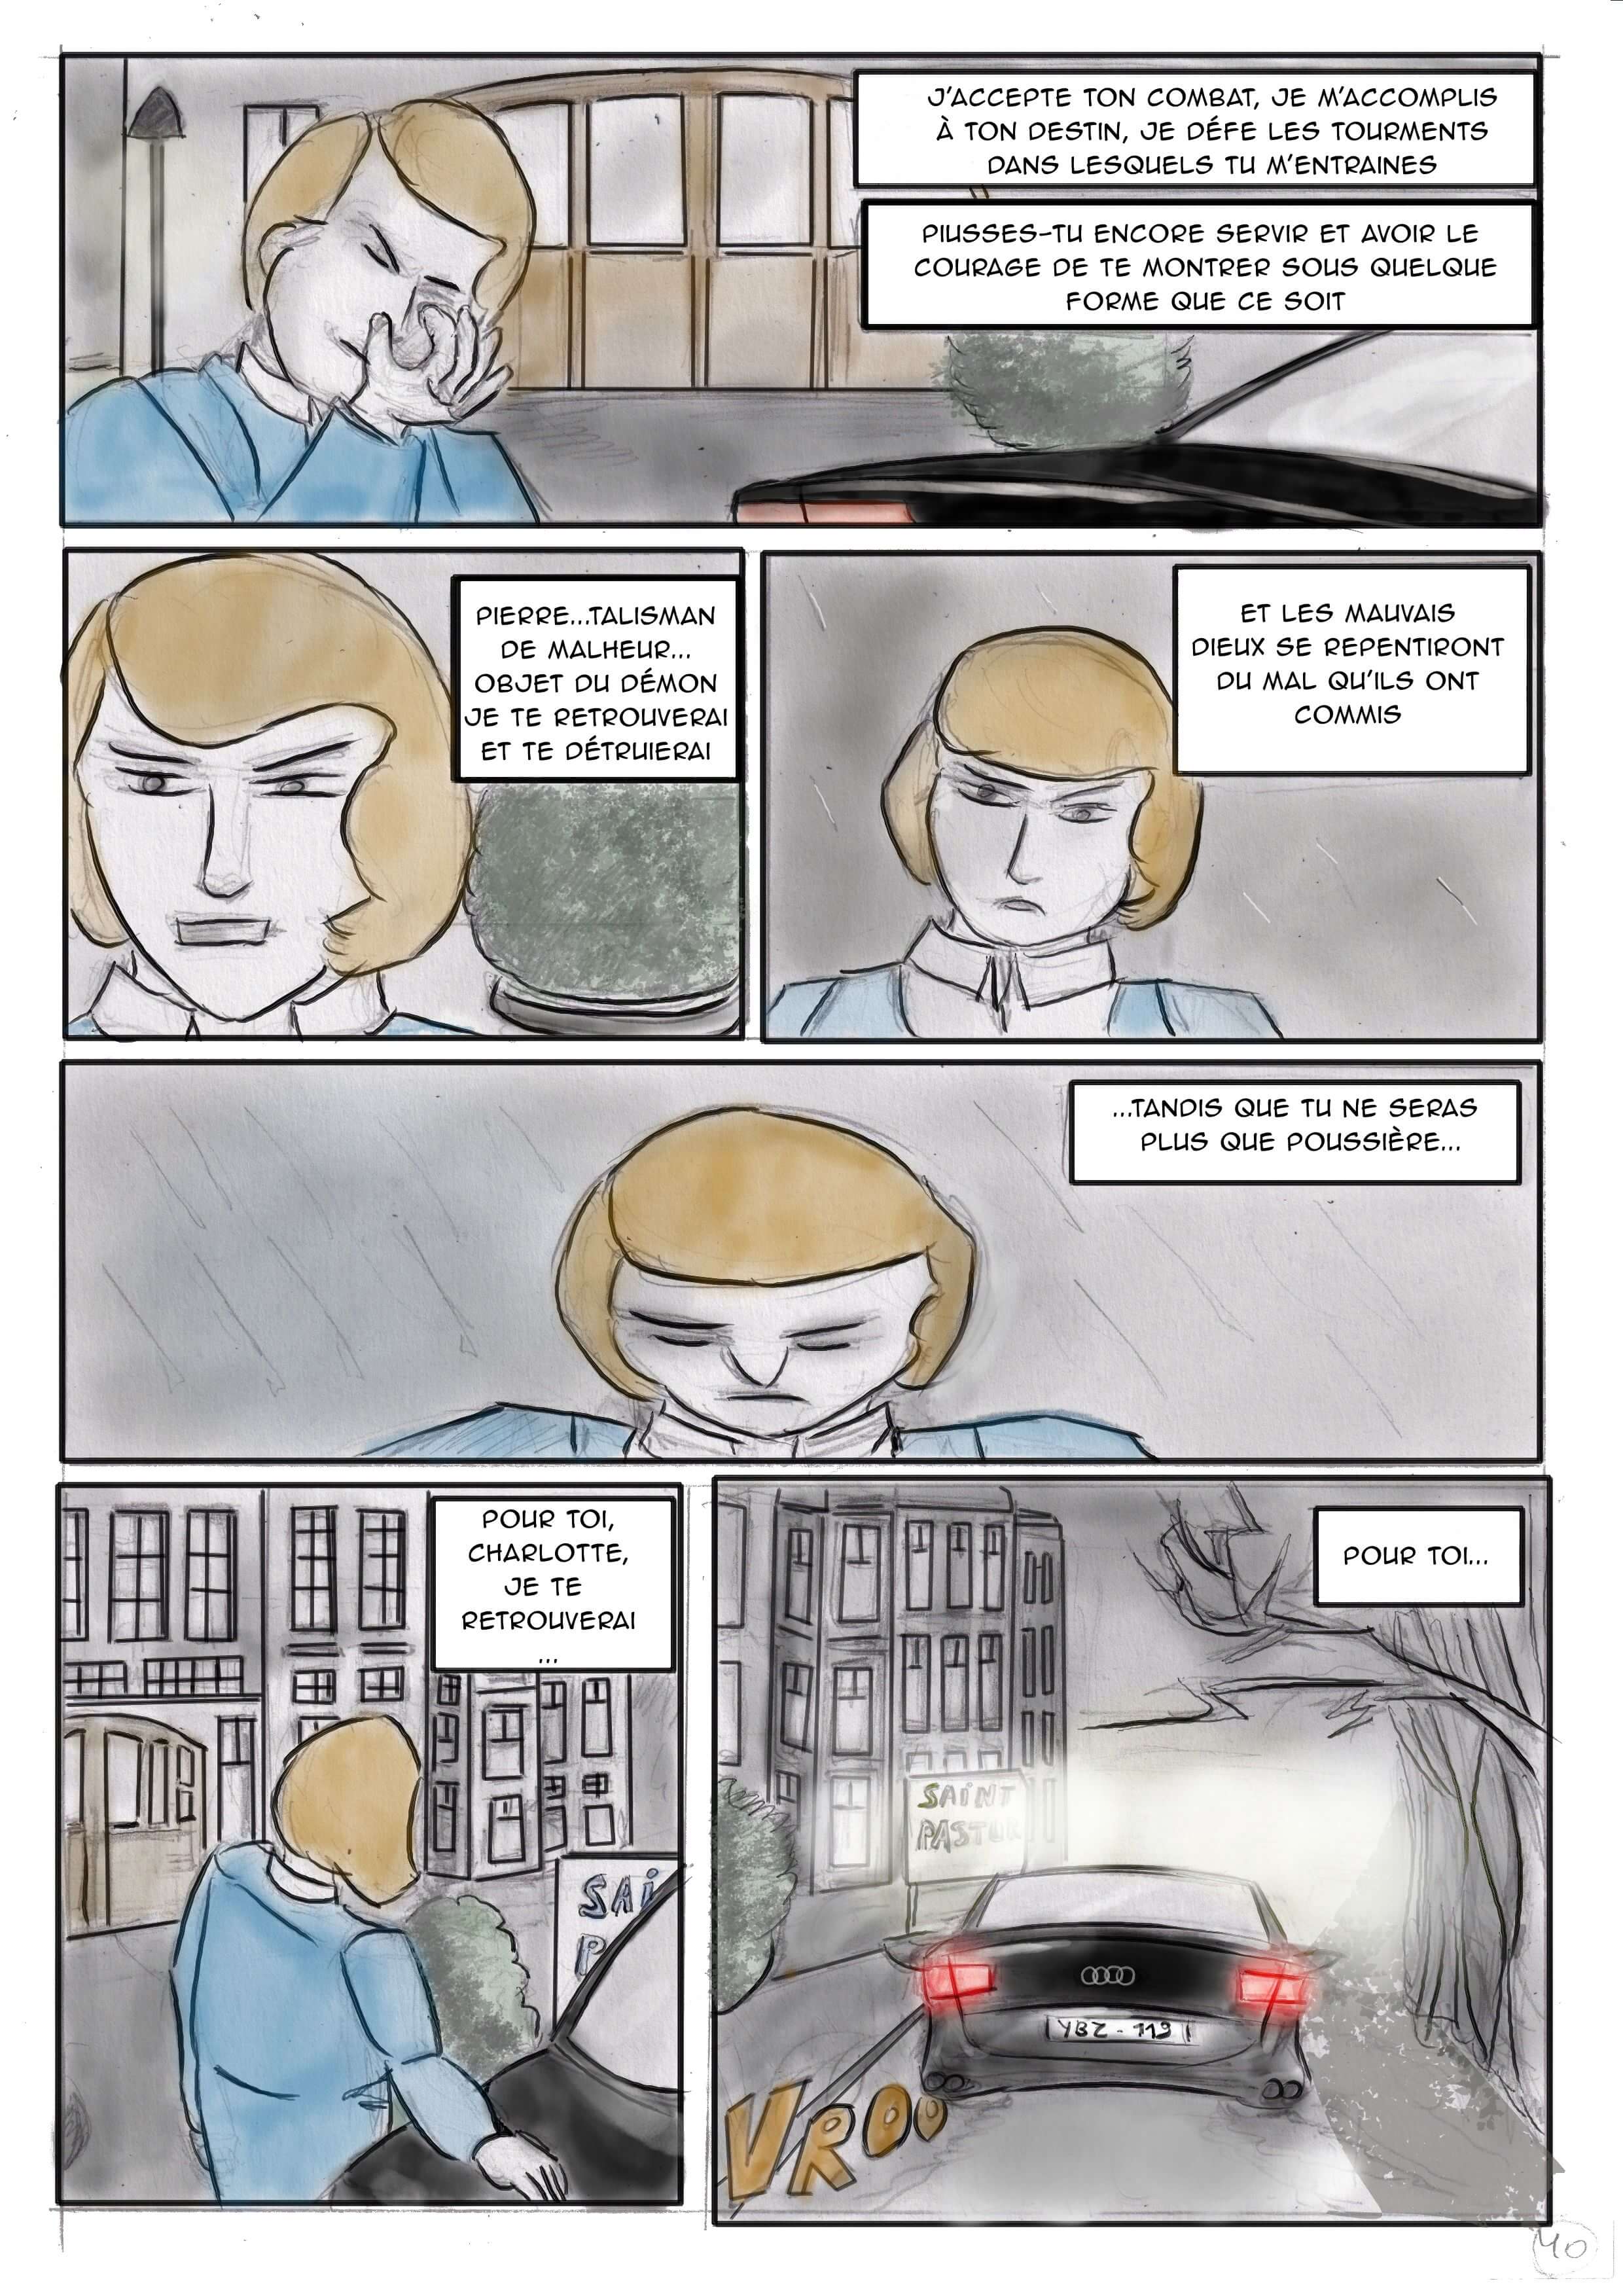 J'ACCEPTE TON COMBAT, JE M'ACCOMPLIS
À TON DESTIN, JE DÉFE LES TOURMENTS
DANS LESQUELS TU M'ENTRAINES
PIUSSES-TU ENCORE SERVIR ET AVOIR LE
COURAGE DE TE MONTRER SOUS QUELQUE
FORME QUE CE SOIT
PIERRE...TALISMAN
DE MALHEUR...
OBJET DU DÉMON
JE TE RETROUVERAI
ET TE DÉTRUIERAI
ET LES MAUVAIS
DIEUX SE REPENTIRONT
DU MAL QU'ILS ONT
COMMIS
...TANDIS QUE TU NE SERAS
PLUS QUE POUSSIÈRE...
POUR TOI,
CHARLOTTE,
JE TE
RETROUVERAI
...
SAI
P
POUR TOI...
SAINT
PASTEUR
YBZ - 119
VROO
40